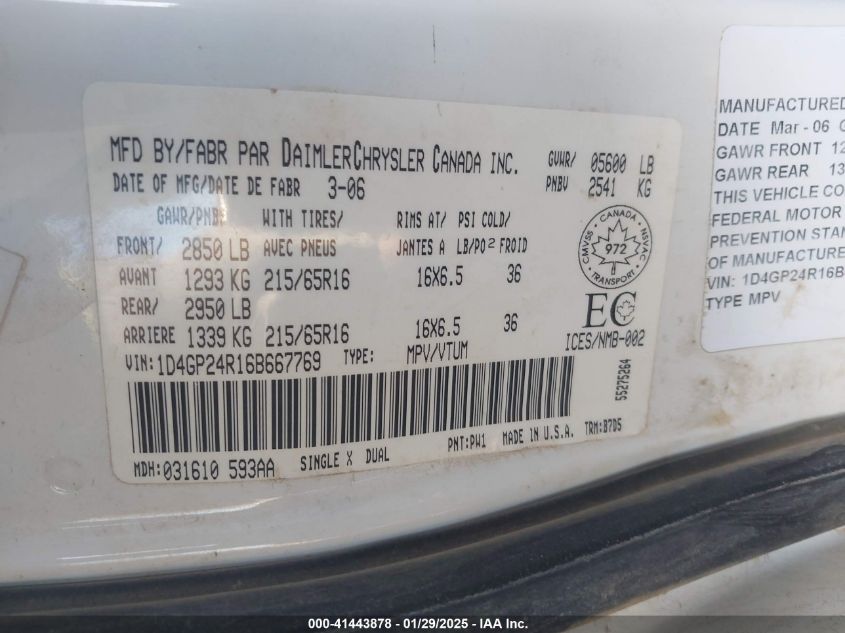 MFD BY/FABR PAR DAIMLERCHRYSLER CANADA INC.
GVWR/ 05600 LB
PNBV 2541 KG
DATE OF MFG/DATE DE FABR 3-06
GAWR/PNBE WITH TIRES/ RIMS AT/ PSI COLD/
FRONT/ 2850 LB AVEC PNEUS JANTES A LB/PO² FROID
AVANT 1293 KG 215/65R16 16X6.5 36
REAR/ 2950 LB
ARRIERE 1339 KG 215/65R16 16X6.5 36
VIN: 1D4GP24R16B667769 TYPE: MPV/VTUM
CANADA
CMVSS NSVAC
972
TRANSPORT
EC
ICES/NMB-002
55275264
PNT: PW1 MADE IN U.S.A. TRM: B7D5
MDH: 031610 593AA SINGLE X DUAL
MANUFACTURED
DATE Mar-06 G
GAWR FRONT 12
GAWR REAR 13
THIS VEHICLE CO
FEDERAL MOTOR
PREVENTION STAN
OF MANUFACTURE
VIN: 1D4GP24R16B
TYPE MPV
000-41443878 - 01/29/2025 - IAA Inc.